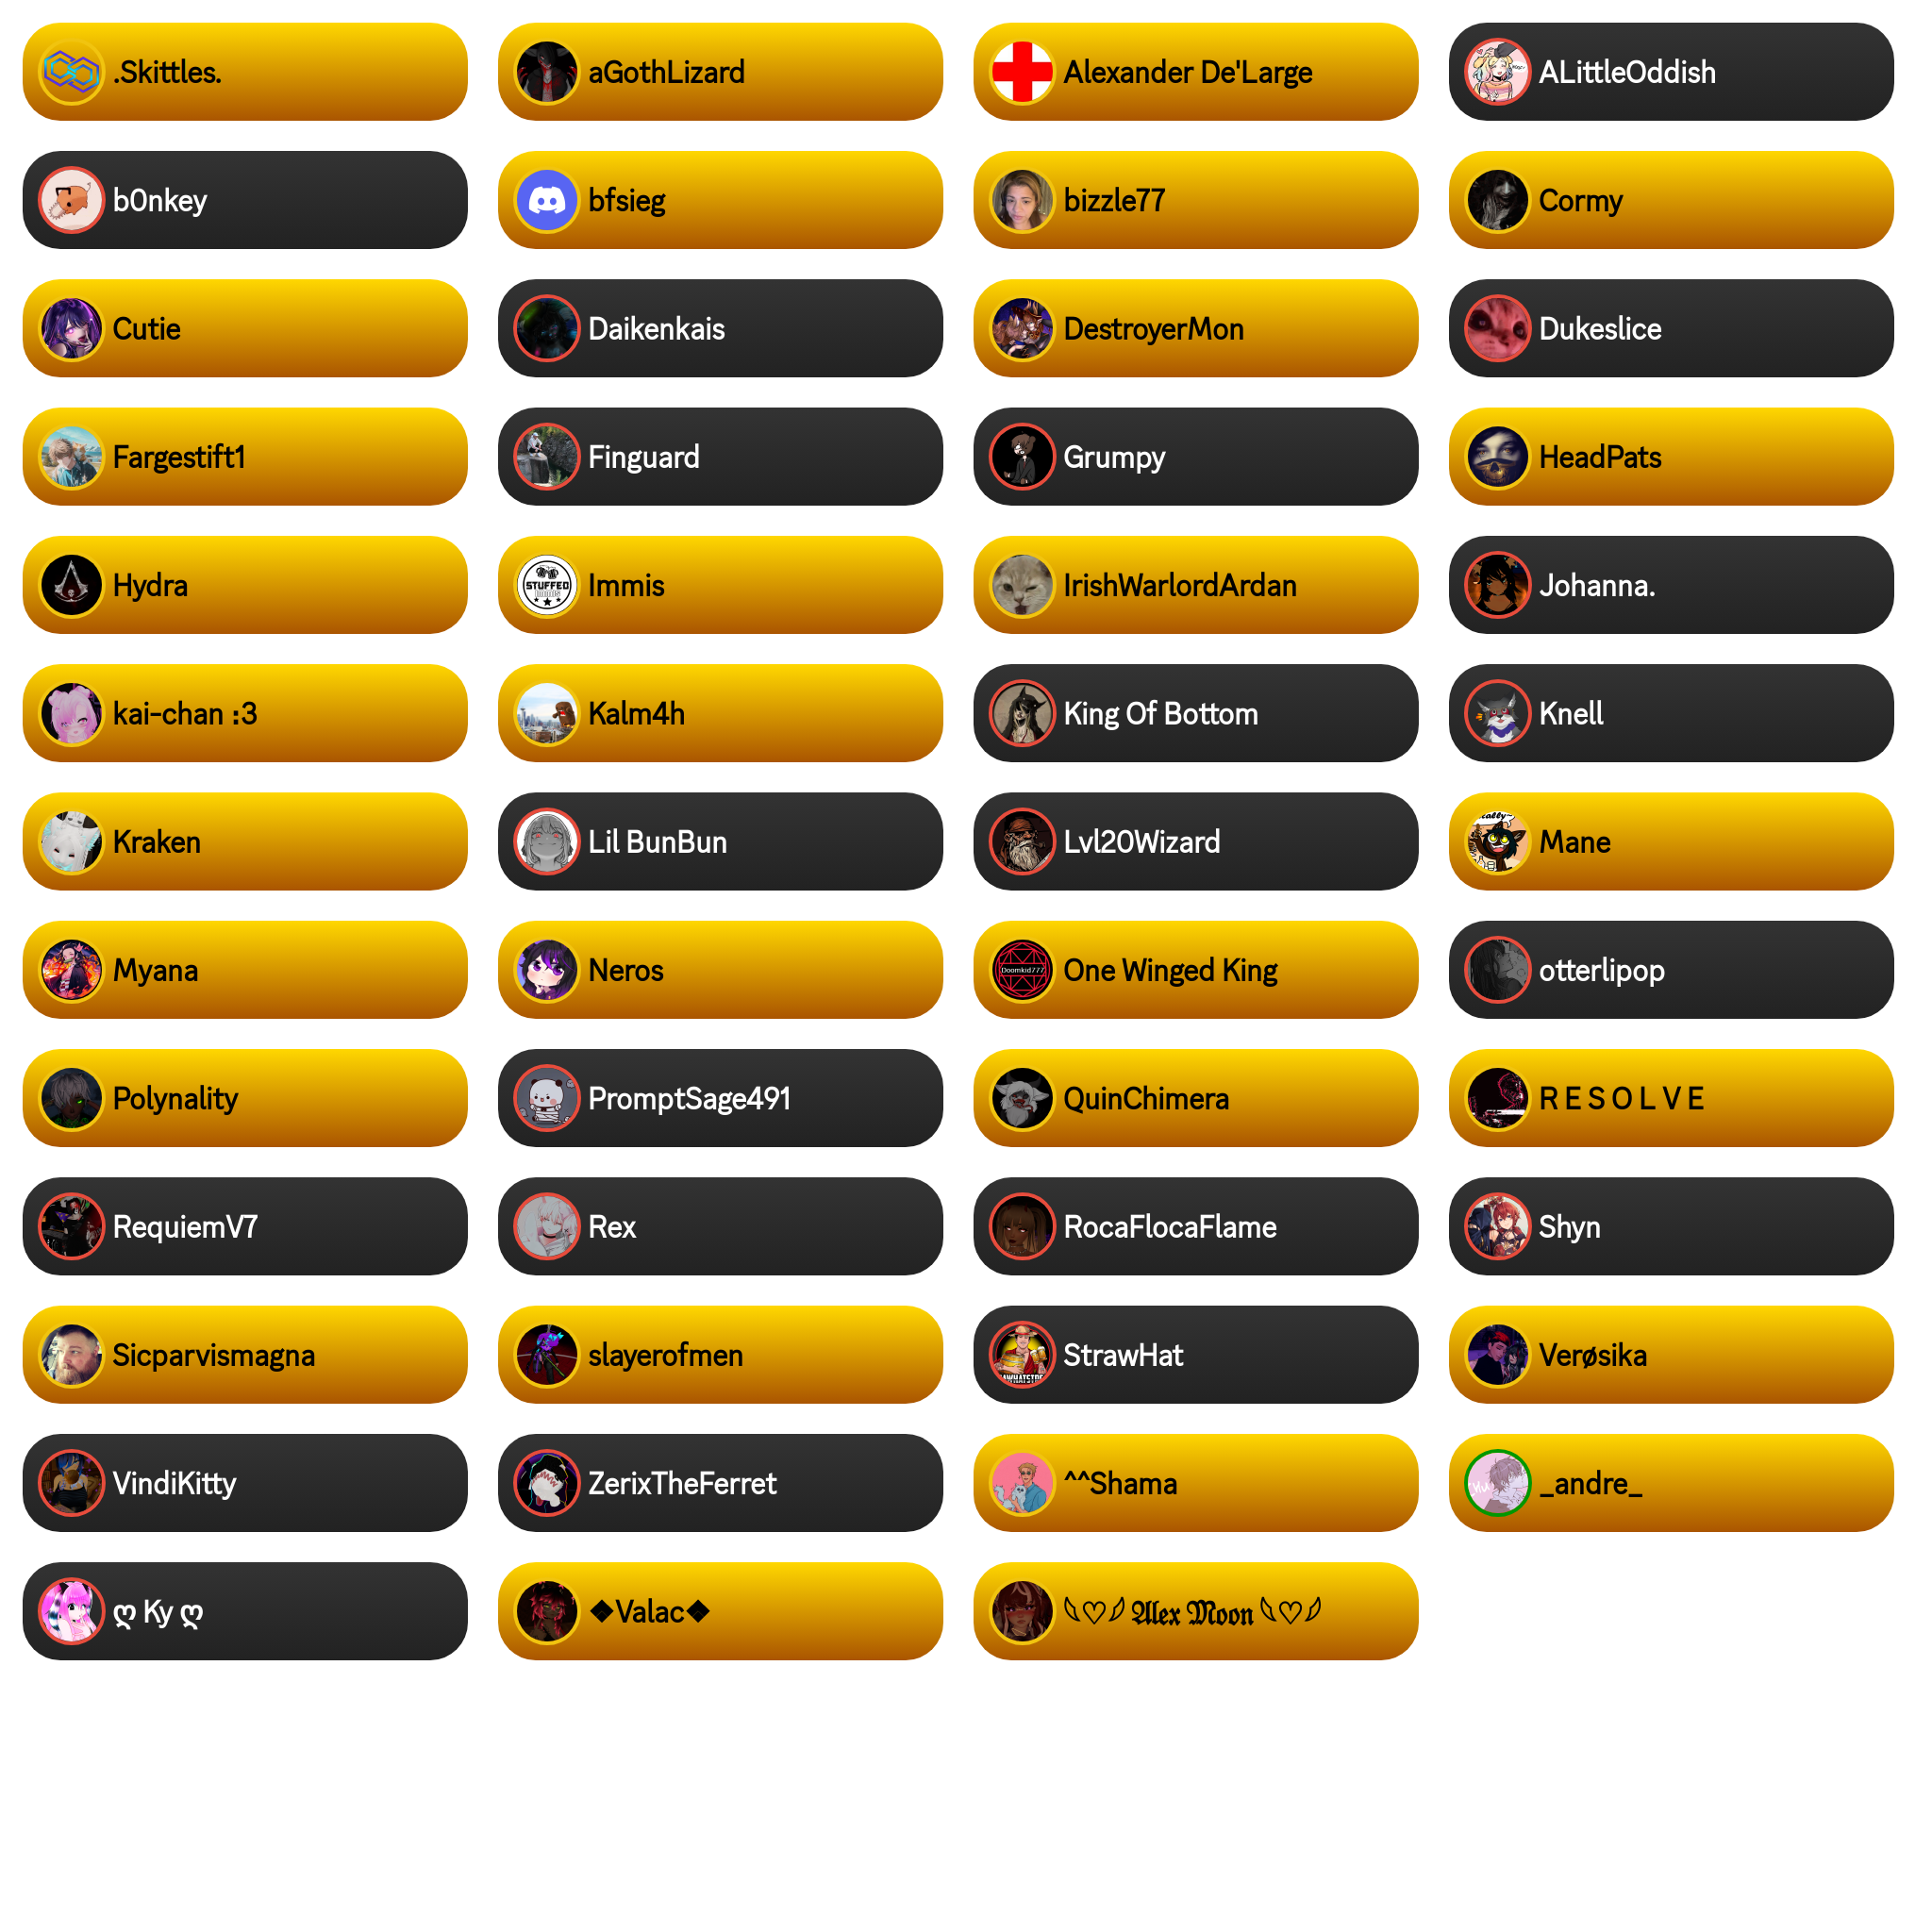 .Skittles. aGothLizard Alexander De'Large ALittleOddish
b0nkey bfsieg bizzle77 Cormy
Cutie Daikenkais DestroyerMon Dukeslice
Fargestift1 Finguard Grumpy HeadPats
Hydra STUFFED Immis IrishWarlordArdan Johanna.
kai-chan :3 Kalm4h King Of Bottom Knell
Kraken Lil BunBun Lvl20Wizard Mane
Myana Neros Doomkid777 One Winged King otterlipop
Polynality PromptSage491 QuinChimera R E S O L V E
RequiemV7 Rex RocaFlocaFlame Shyn
Sicparvismagna slayerofmen StrawHat Verøsika
VindiKitty ZerixTheFerret ^^Shama _andre_
ღ Ky ღ ❖Valac❖ 𓆩♡𓆪 𝕬𝖑𝖊𝖝 𝕸𝖔𝖔𝖓 𓆩♡𓆪